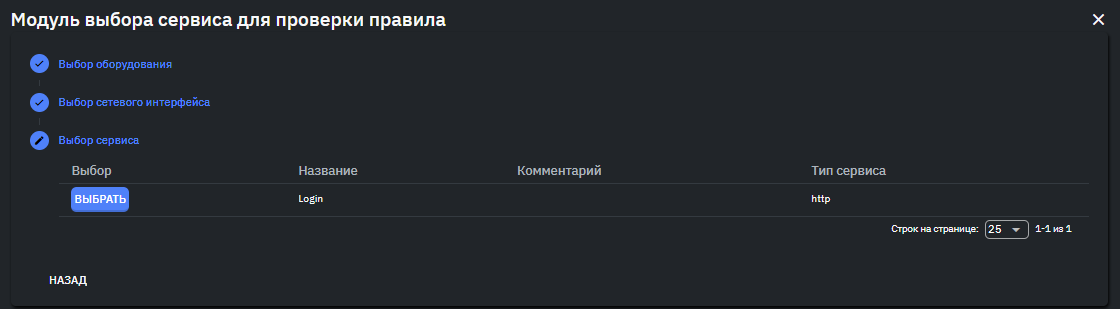 Модуль выбора сервиса для проверки правила
Выбор оборудования
Выбор сетевого интерфейса
Выбор сервиса
Выбор Название Комментарий Тип сервиса
ВЫБРАТЬ Login http
Строк на странице: 25 1-1 из 1
НАЗАД